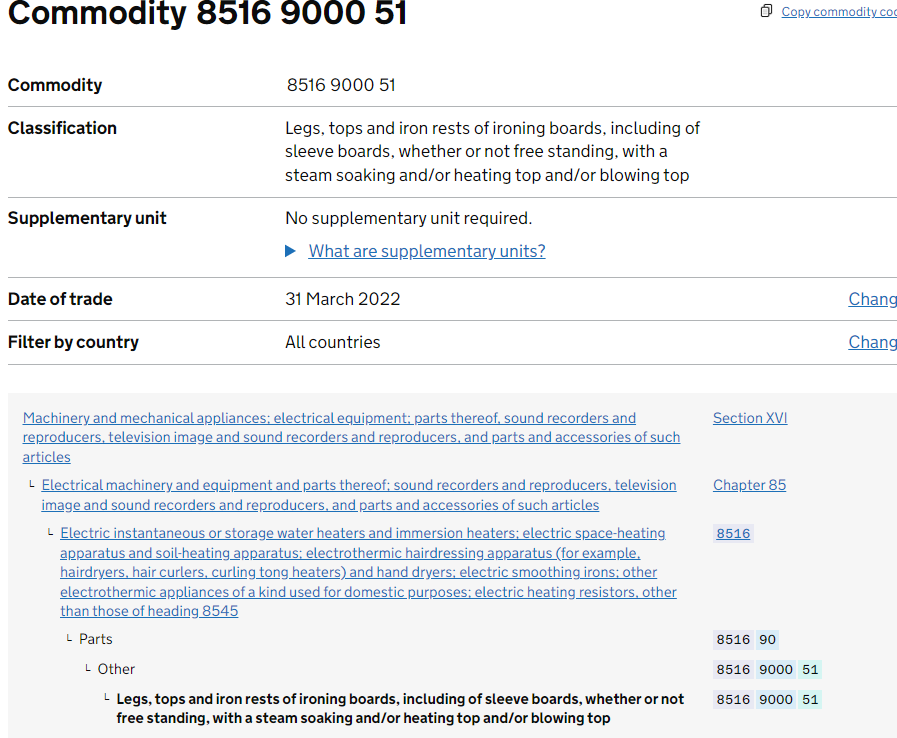 Commodity 8516 9000 51
Copy commodity
Commodity 8516 9000 51
Classification Legs, tops and iron rests of ironing boards, including of
sleeve boards, whether or not free standing, with a
steam soaking and/or heating top and/or blowing top
Supplementary unit No supplementary unit required.
What are supplementary units?
Date of trade 31 March 2022 Chang
Filter by country All countries Chang
Machinery and mechanical appliances; electrical equipment; parts thereof, sound recorders and Section XVI
reproducers, television image and sound recorders and reproducers, and parts and accessories of such
articles
Electrical machinery and equipment and parts thereof; sound recorders and reproducers, television Chapter 85
image and sound recorders and reproducers, and parts and accessories of such articles
Electric instantaneous or storage water heaters and immersion heaters; electric space-heating 8516
apparatus and soil-heating apparatus; electrothermic hairdressing apparatus (for example,
hairdryers, hair curlers, curling tong heaters) and hand dryers; electric smoothing irons; other
electrothermic appliances of a kind used for domestic purposes; electric heating resistors, other
than those of heading 8545
Parts 8516 90
Other 8516 9000 51
Legs, tops and iron rests of ironing boards, including of sleeve boards, whether or not 8516 9000 51
free standing, with a steam soaking and/or heating top and/or blowing top